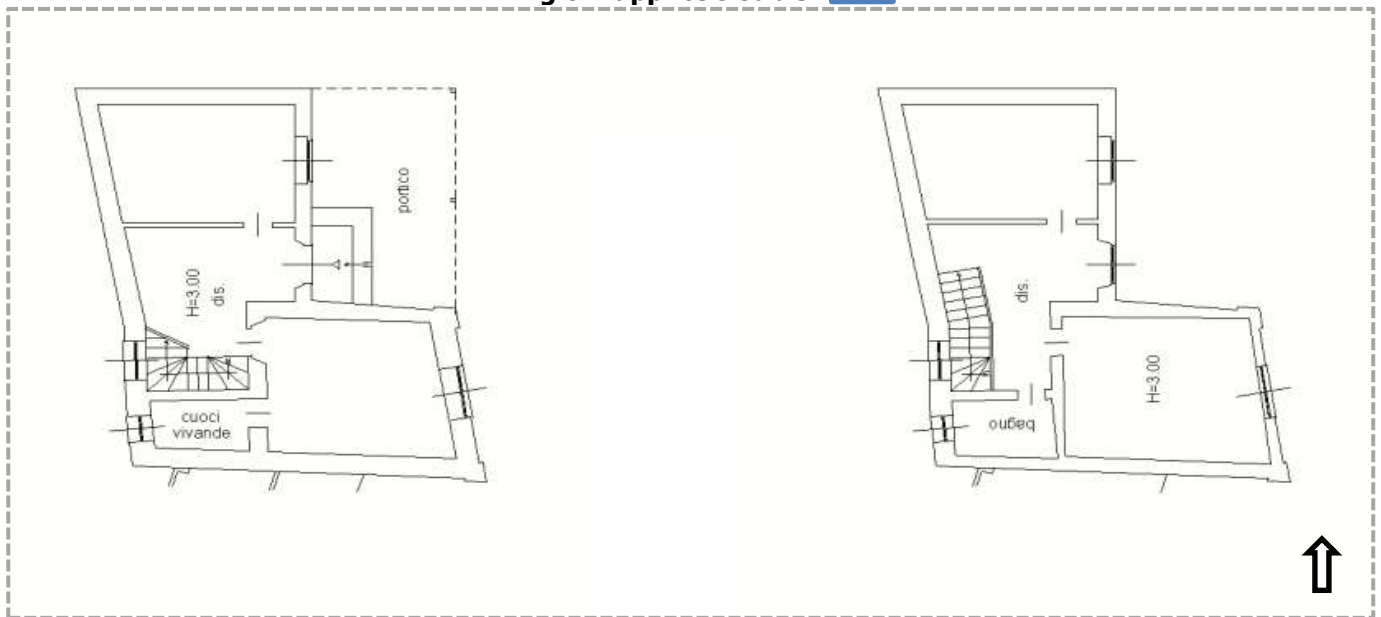 portico
H=3.00
dis.
cuoci
vivande
dis.
H=3.00
bagno